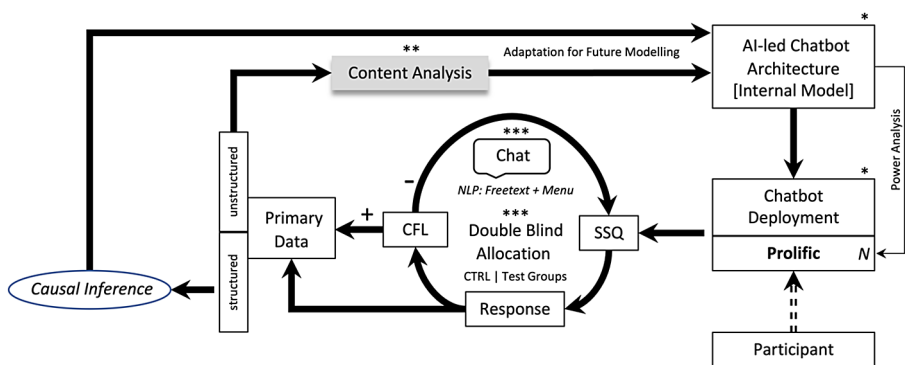 *
**
Adaptation for Future Modelling
AI-led Chatbot
Architecture
[Internal Model]
Content Analysis
Power Analysis
***
Chat
NLP: Freetext + Menu
-
+
unstructured
structured
Primary
Data
CFL
***
Double Blind
Allocation
CTRL | Test Groups
SSQ
*
Chatbot
Deployment
Prolific
N
Causal Inference
Response
Participant